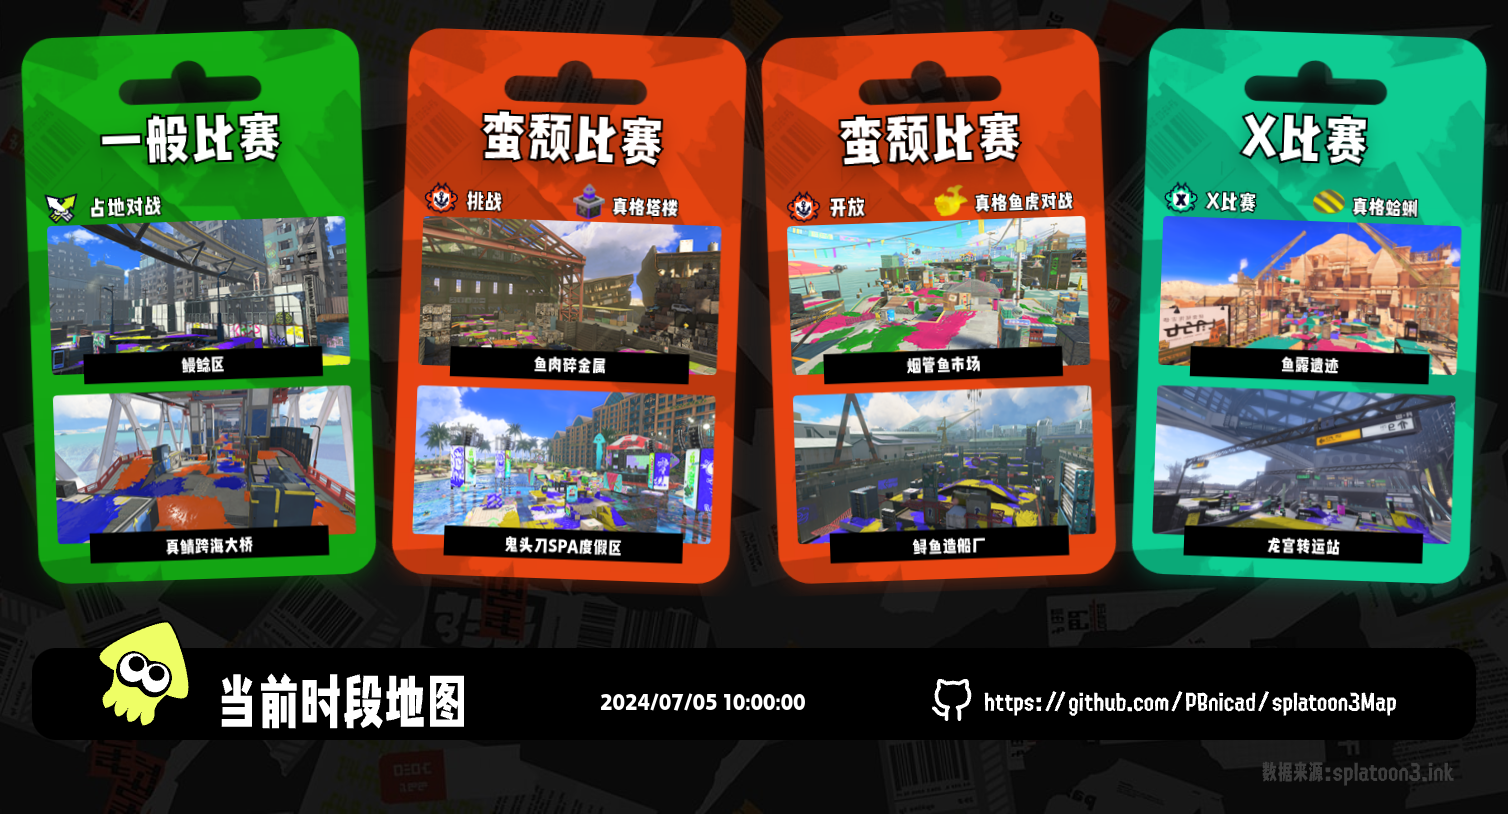 一般比赛
占地对战
鳗鲶区
真鲭跨海大桥
蛮颓比赛
挑战
真格塔楼
鱼肉碎金属
鬼头刀SPA度假区
蛮颓比赛
开放
真格鱼虎对战
烟管鱼市场
鲟鱼造船厂
X比赛
X比赛
真格蛤蜊
鱼露遗迹
龙宫转运站
当前时段地图
2024/07/05 10:00:00
https://github.com/PBnicad/splatoon3Map
数据来源:splatoon3.ink